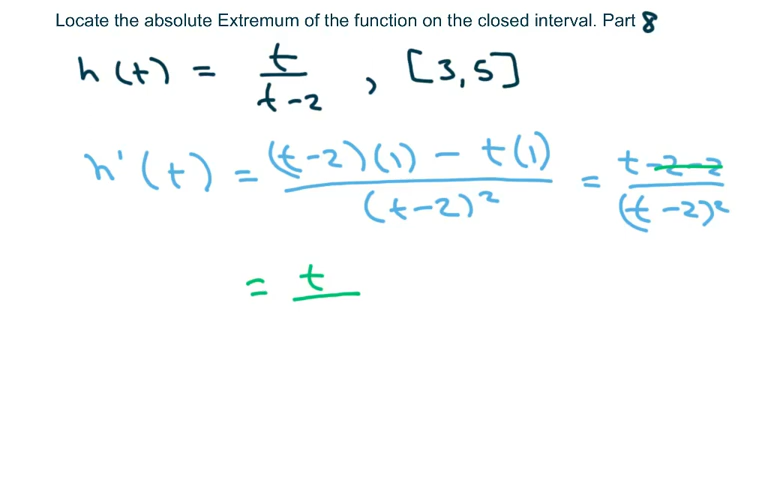 Locate the absolute Extremum of the function on the closed interval. Part 8
h(t) = t/(t-2), [3,5]
h'(t) = ((t-2)(1) - t(1))/(t-2)² = (t-2-2)/(t-2)²
= t